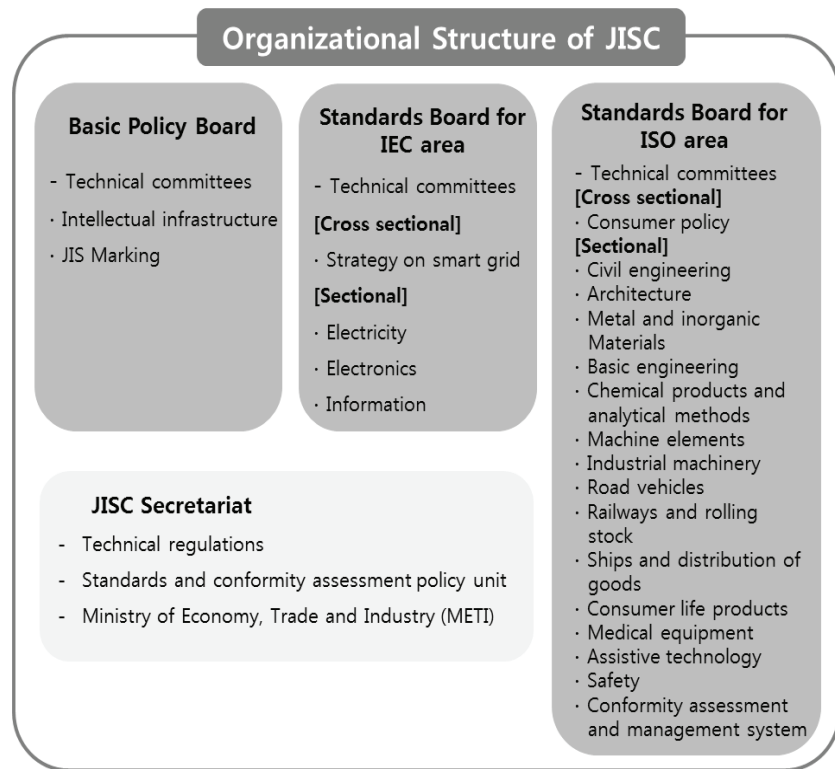 Organizational Structure of JISC
Basic Policy Board
- Technical committees
· Intellectual infrastructure
· JIS Marking
Standards Board for
IEC area
- Technical committees
[Cross sectional]
· Strategy on smart grid
[Sectional]
· Electricity
· Electronics
· Information
Standards Board for
ISO area
- Technical committees
[Cross sectional]
· Consumer policy
[Sectional]
· Civil engineering
· Architecture
· Metal and inorganic
Materials
· Basic engineering
· Chemical products and
analytical methods
· Machine elements
· Industrial machinery
· Road vehicles
· Railways and rolling
stock
· Ships and distribution of
goods
· Consumer life products
· Medical equipment
· Assistive technology
· Safety
· Conformity assessment
and management system
JISC Secretariat
- Technical regulations
- Standards and conformity assessment policy unit
- Ministry of Economy, Trade and Industry (METI)